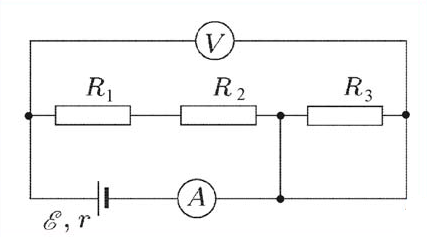 V
R₁ R₂ R₃
A
ℰ, r